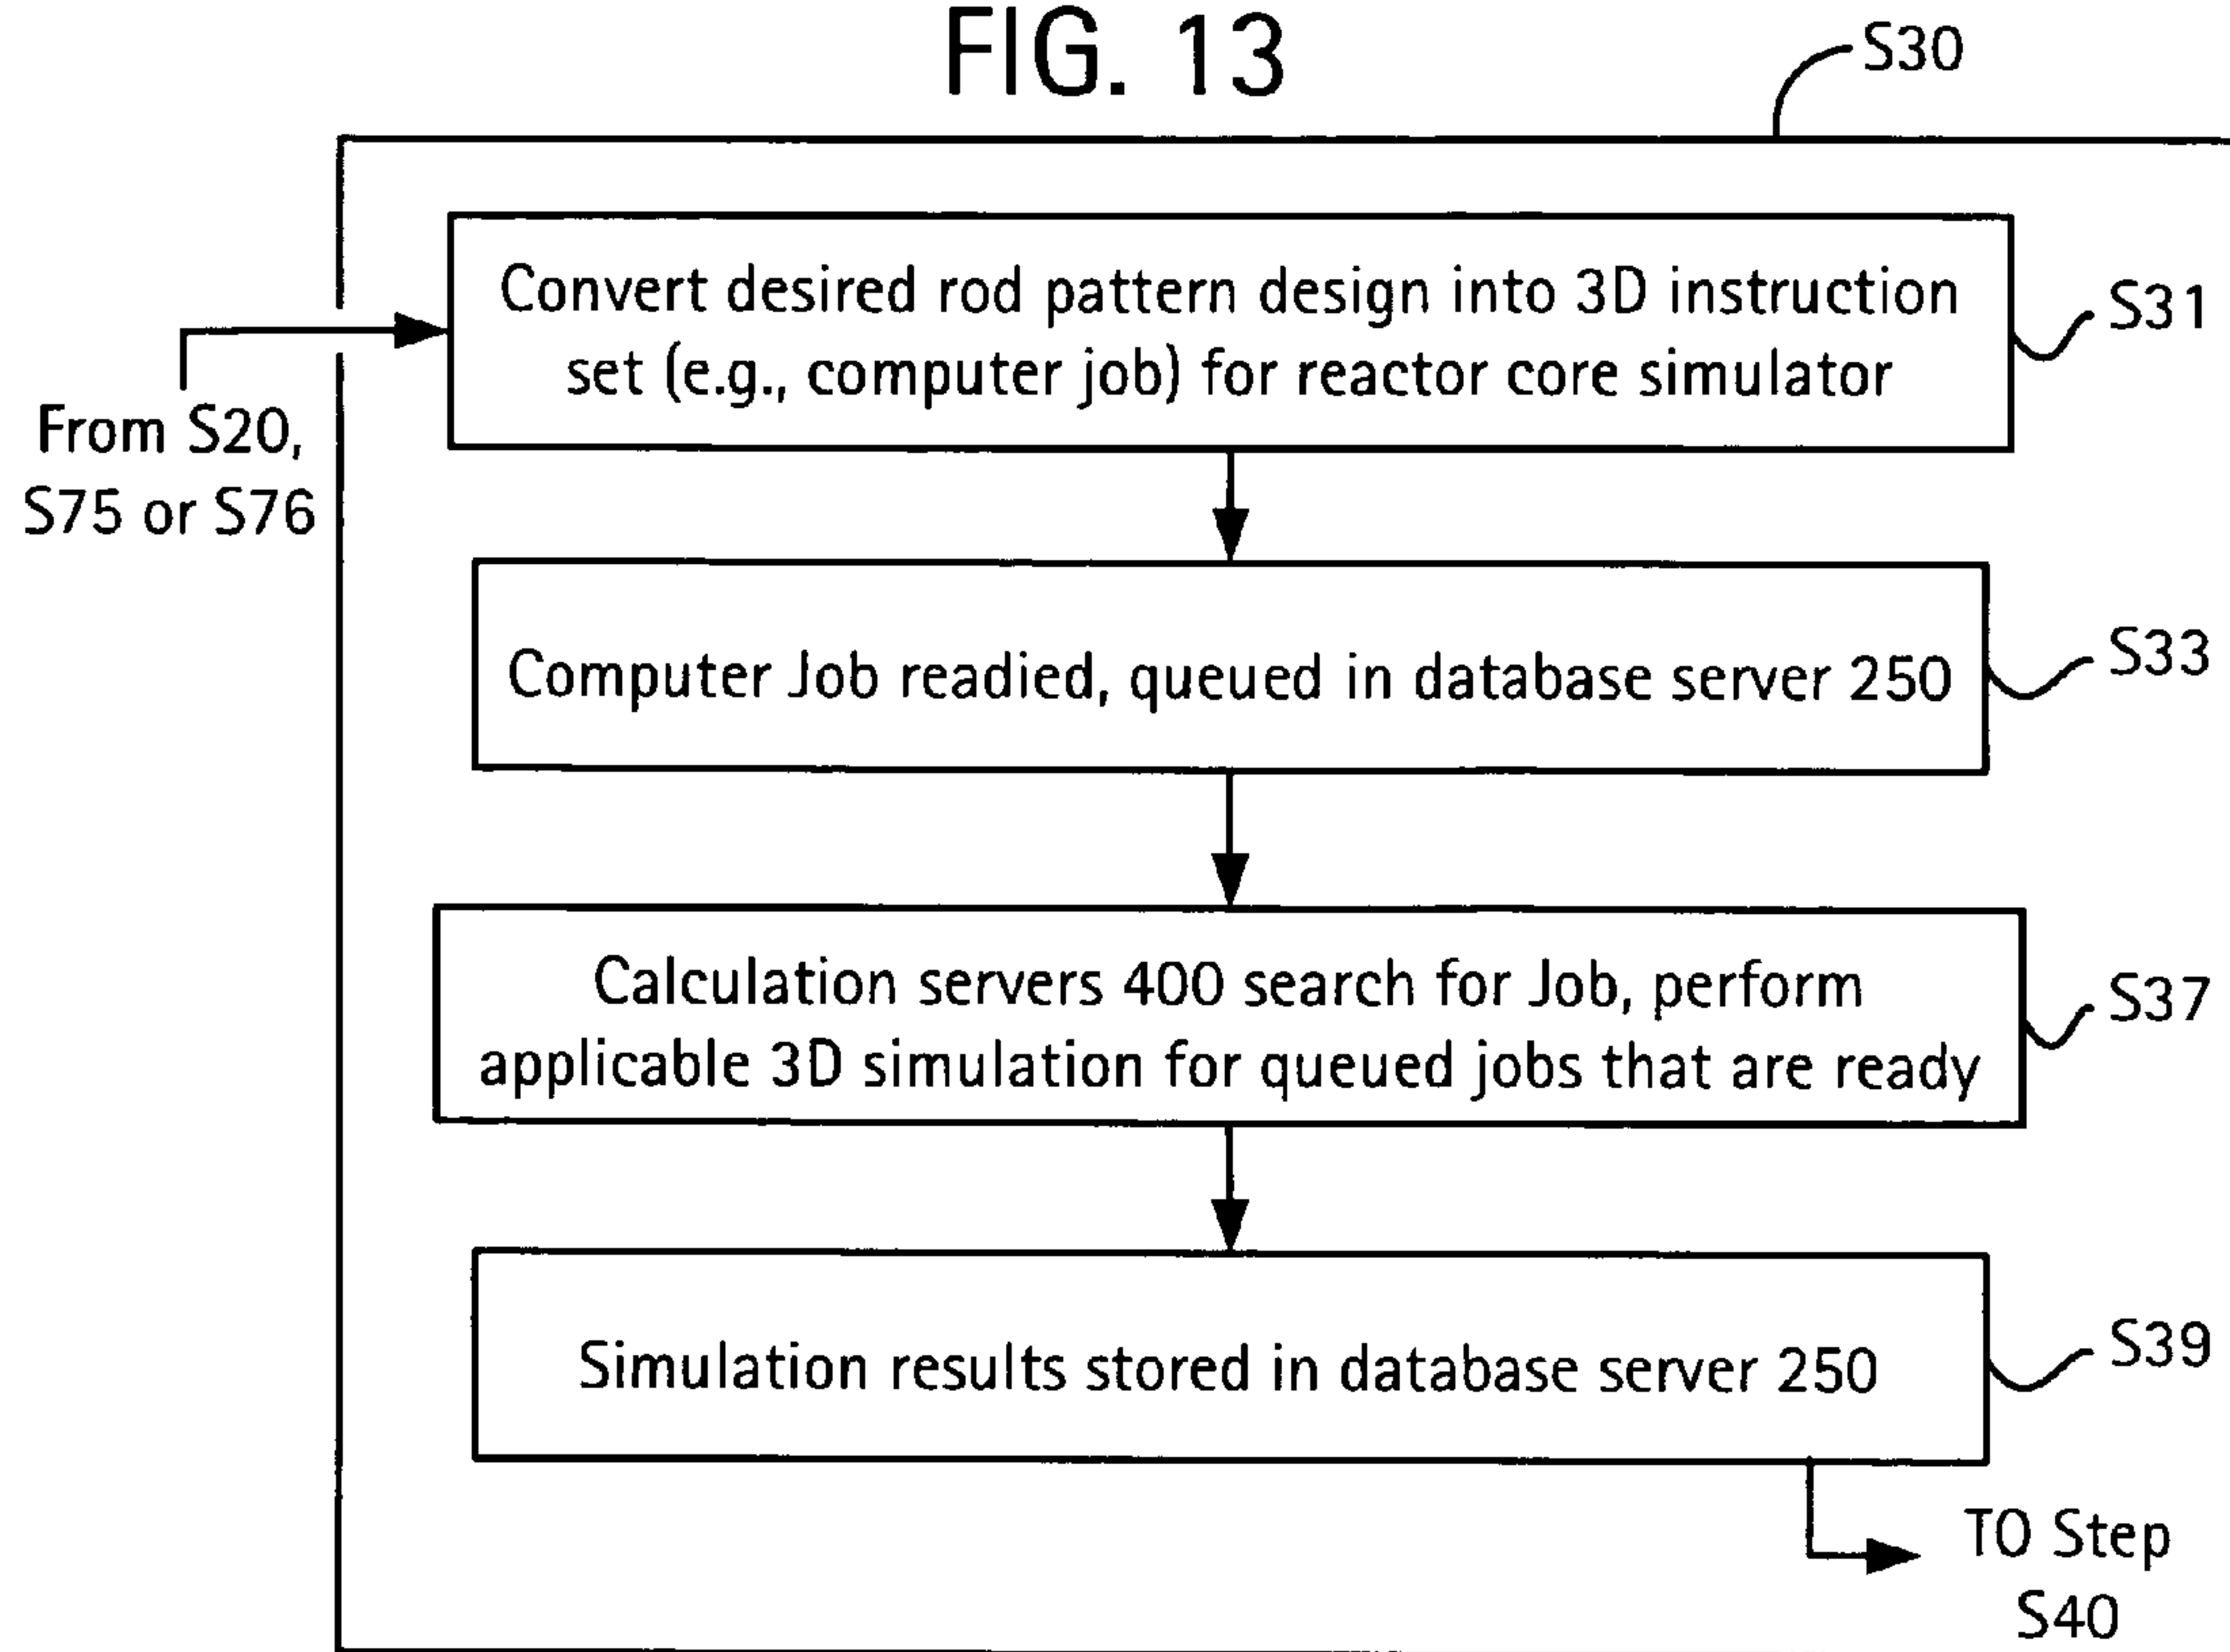 FIG. 13
S30
Convert desired rod pattern design into 3D instruction
set (e.g., computer job) for reactor core simulator
S31
From S20,
S75 or S76
Computer Job readied, queued in database server 250
S33
Calculation servers 400 search for Job, perform
applicable 3D simulation for queued jobs that are ready
S37
Simulation results stored in database server 250
S39
TO Step
S40